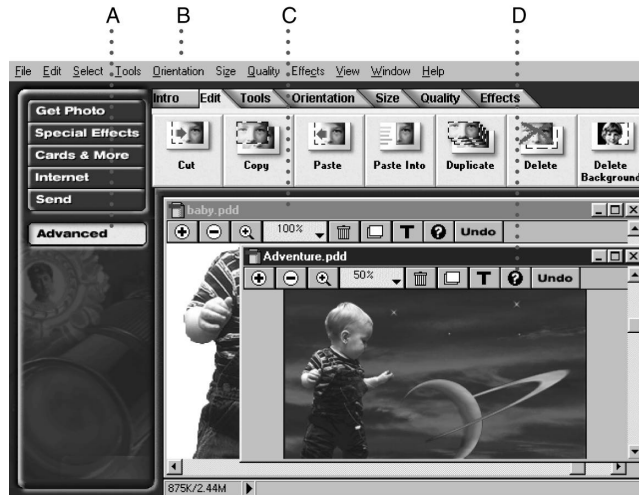 A B C D
File Edit Select Tools Orientation Size Quality Effects View Window Help
Intro Edit Tools Orientation Size Quality Effects
Get Photo
Special Effects
Cards & More
Internet
Send
Advanced
Cut Copy Paste Paste Into Duplicate Delete Delete Background
baby.pdd
100% T ? Undo
Adventure.pdd
50% T ? Undo
875K/2.44M